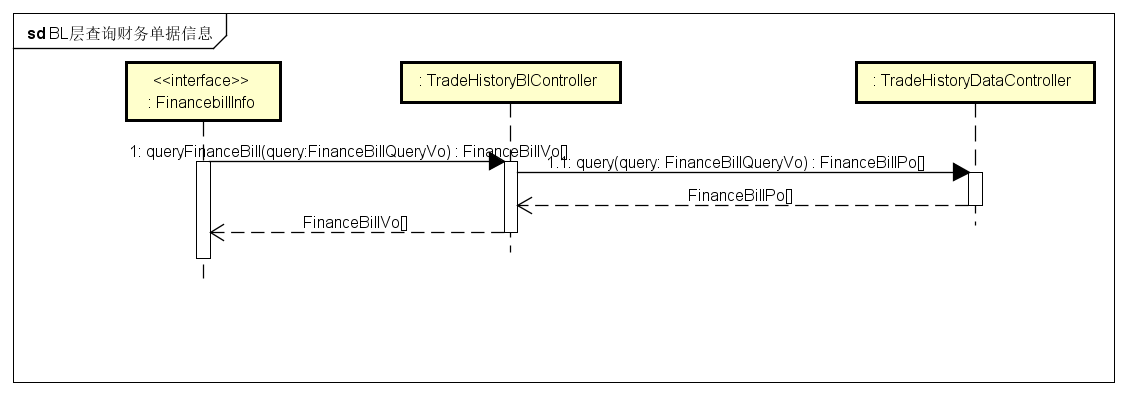 sd BL层查询财务单据信息
<<interface>>
: FinancebillInfo
: TradeHistoryBlController
: TradeHistoryDataController
1: queryFinanceBill(query:FinanceBillQueryVo) : FinanceBillVo[]
1.1: query(query: FinanceBillQueryVo) : FinanceBillPo[]
FinanceBillPo[]
FinanceBillVo[]